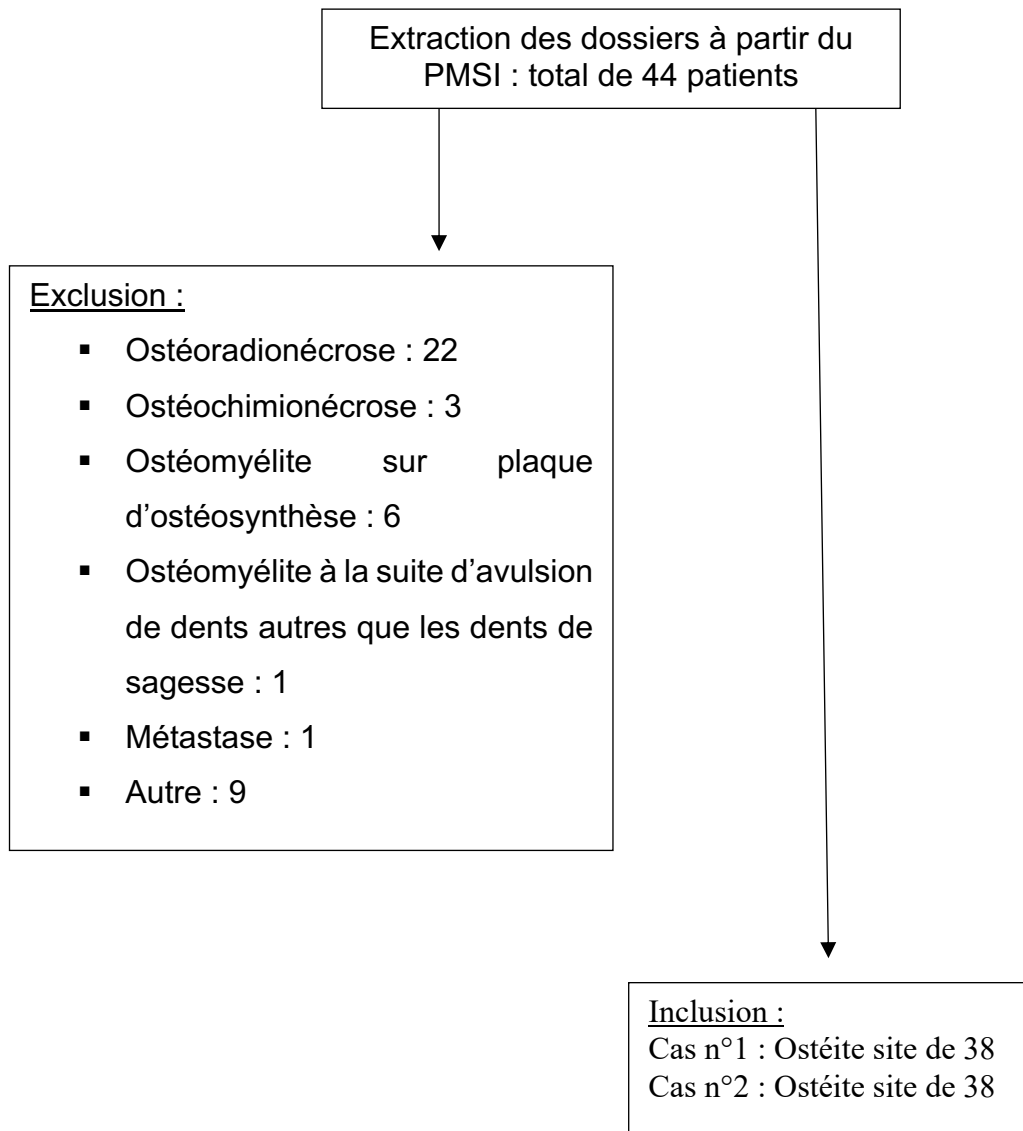 Extraction des dossiers à partir du
PMSI : total de 44 patients
Exclusion :
▪ Ostéoradionécrose : 22
▪ Ostéochimionécrose : 3
▪ Ostéomyélite sur plaque
d’ostéosynthèse : 6
▪ Ostéomyélite à la suite d’avulsion
de dents autres que les dents de
sagesse : 1
▪ Métastase : 1
▪ Autre : 9
Inclusion :
Cas n°1 : Ostéite site de 38
Cas n°2 : Ostéite site de 38